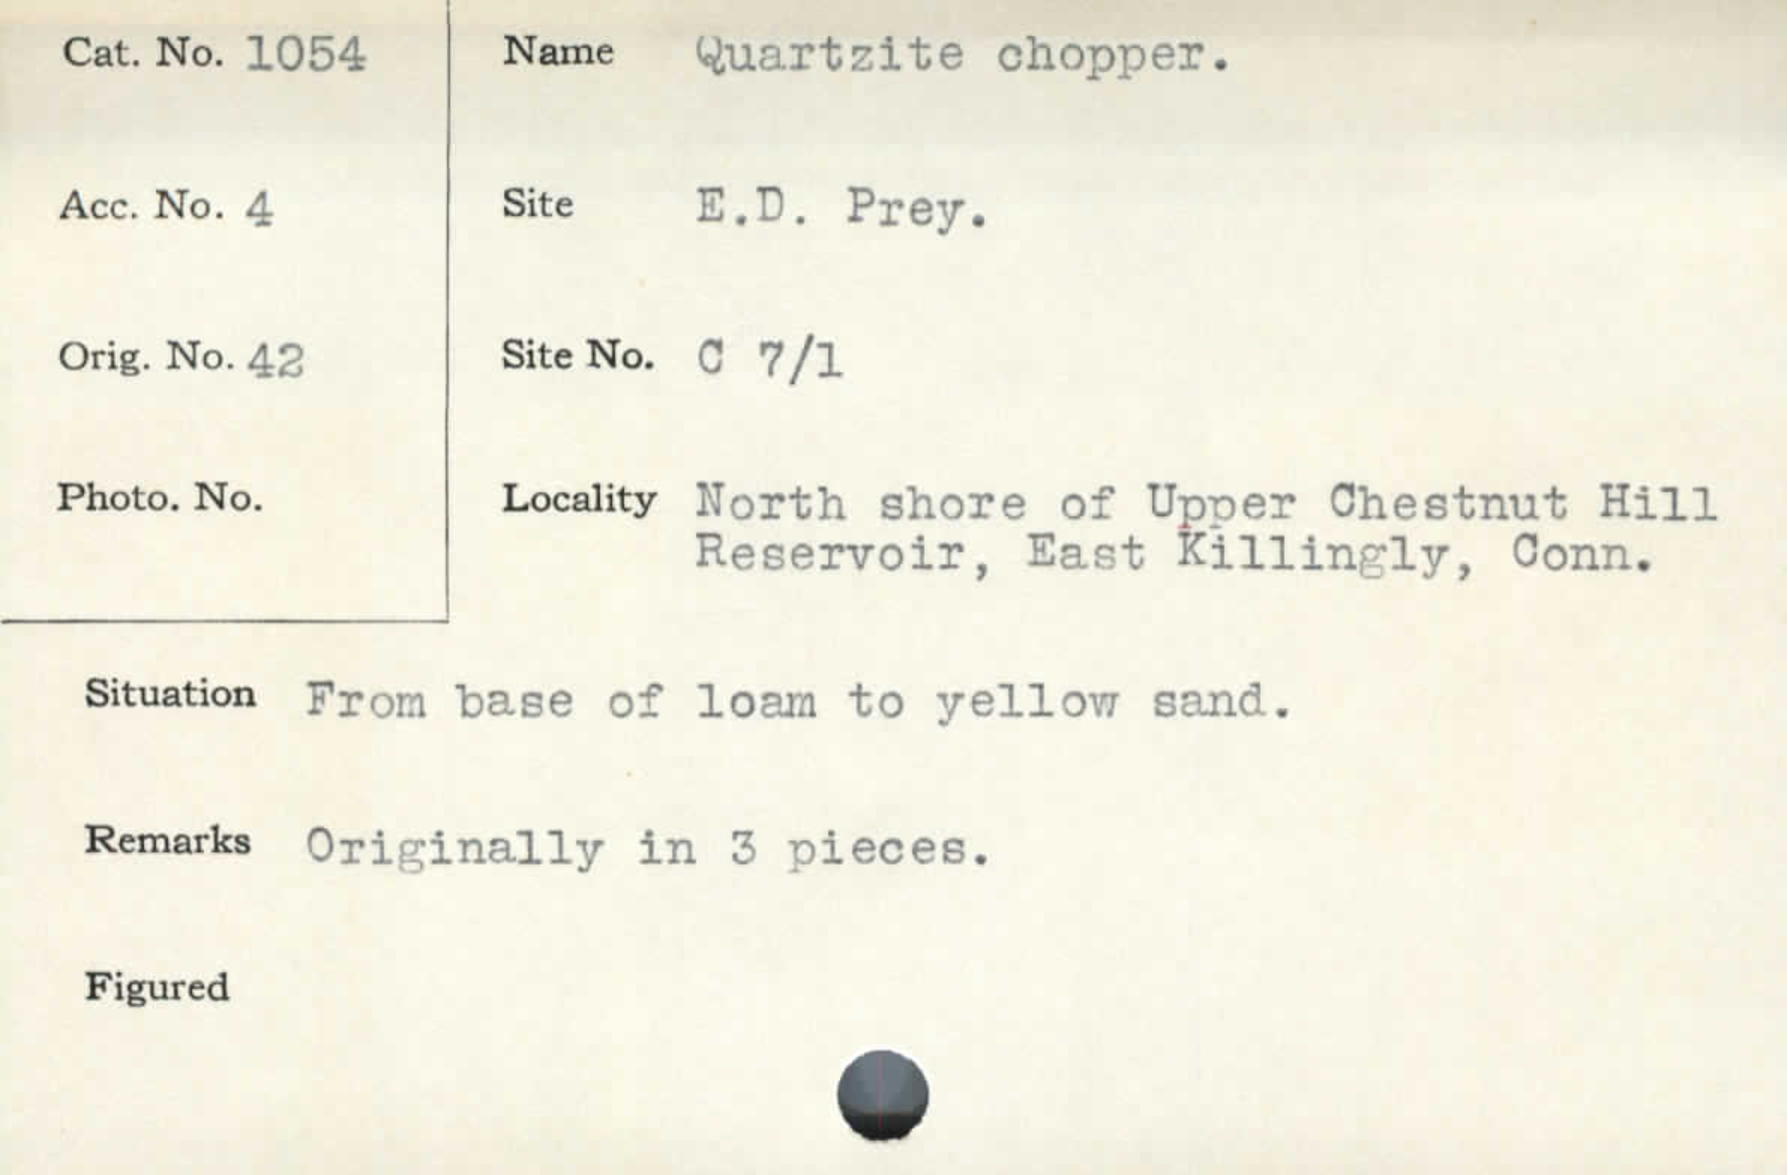 Cat. No. 1054
Name Quartzite chopper.
Acc. No. 4
Site E.D. Prey.
Orig. No. 42
Site No. C 7/1
Photo. No.
Locality North shore of Upper Chestnut Hill
Reservoir, East Killingly, Conn.
Situation From base of loam to yellow sand.
Remarks Originally in 3 pieces.
Figured